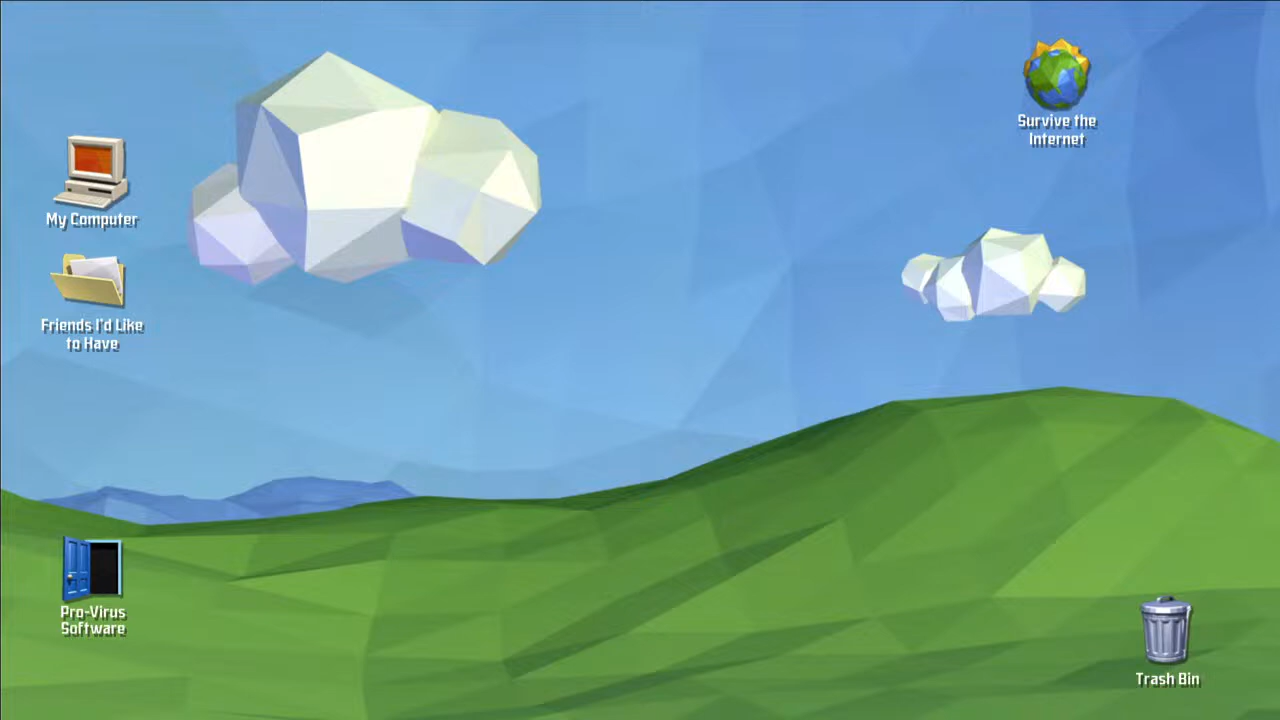 Survive the
Internet
My Computer
Friends I'd Like
to Have
Pro-Virus
Software
Trash Bin